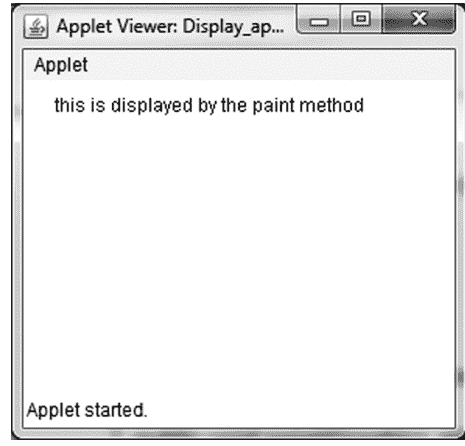 Applet Viewer: Display_ap...
Applet
this is displayed by the paint method
Applet started.